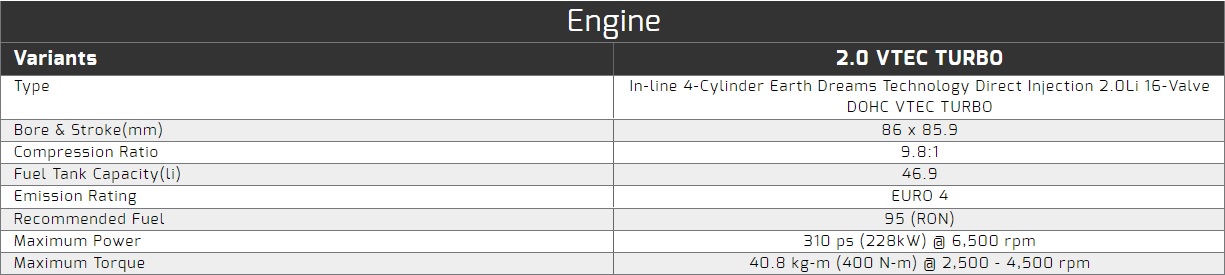 Engine
Variants 2.0 VTEC TURBO
Type In-line 4-Cylinder Earth Dreams Technology Direct Injection 2.0Li 16-Valve
DOHC VTEC TURBO
Bore & Stroke(mm) 86 x 85.9
Compression Ratio 9.8:1
Fuel Tank Capacity(li) 46.9
Emission Rating EURO 4
Recommended Fuel 95 (RON)
Maximum Power 310 ps (228kW) @ 6,500 rpm
Maximum Torque 40.8 kg-m (400 N-m) @ 2,500 - 4,500 rpm